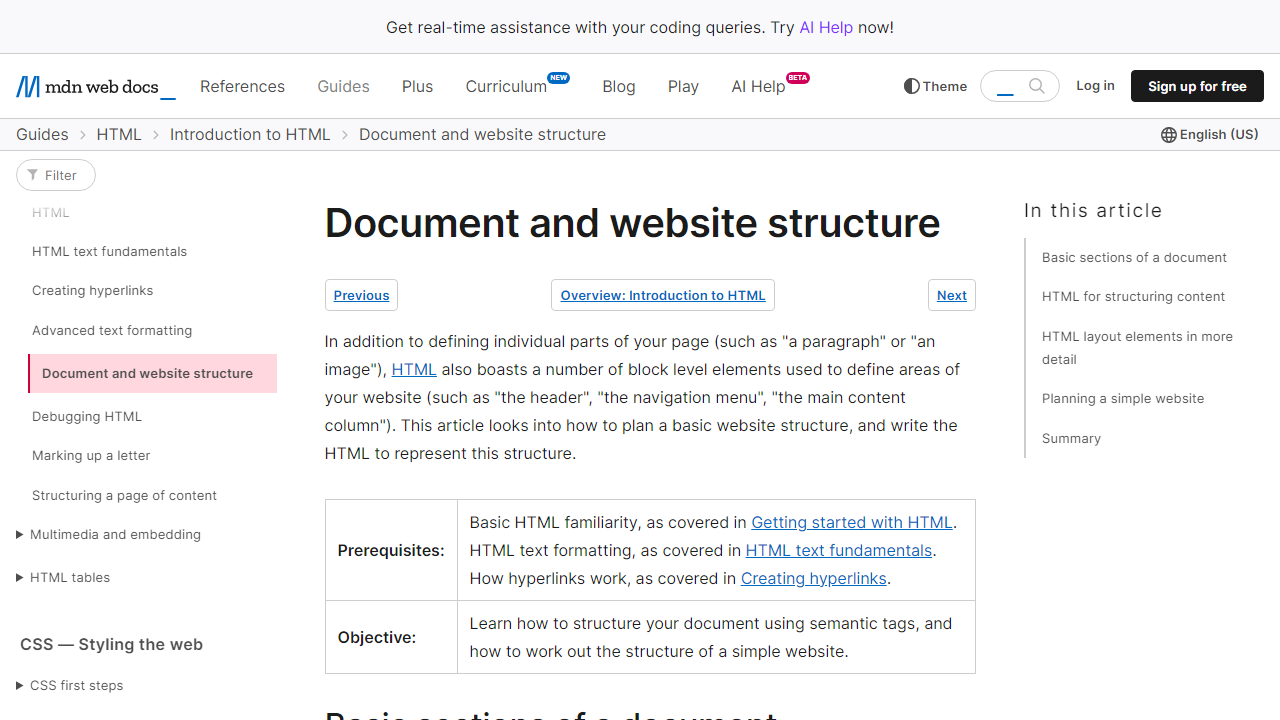 Get real-time assistance with your coding queries. Try AI Help now!
mdn web docs_
References
Guides
Plus
Curriculum NEW
Blog
Play
AI Help BETA
Theme
Log in
Sign up for free
Guides
HTML
Introduction to HTML
Document and website structure
English (US)
Filter
HTML
HTML text fundamentals
Creating hyperlinks
Advanced text formatting
Document and website structure
Debugging HTML
Marking up a letter
Structuring a page of content
Multimedia and embedding
HTML tables
CSS — Styling the web
CSS first steps
Document and website structure
Previous
Overview: Introduction to HTML
Next
In addition to defining individual parts of your page (such as "a paragraph" or "an
image"), HTML also boasts a number of block level elements used to define areas of
your website (such as "the header", "the navigation menu", "the main content
column"). This article looks into how to plan a basic website structure, and write the
HTML to represent this structure.
Prerequisites:
Basic HTML familiarity, as covered in Getting started with HTML.
HTML text formatting, as covered in HTML text fundamentals.
How hyperlinks work, as covered in Creating hyperlinks.
Objective:
Learn how to structure your document using semantic tags, and
how to work out the structure of a simple website.
Basic sections of a document
In this article
Basic sections of a document
HTML for structuring content
HTML layout elements in more
detail
Planning a simple website
Summary